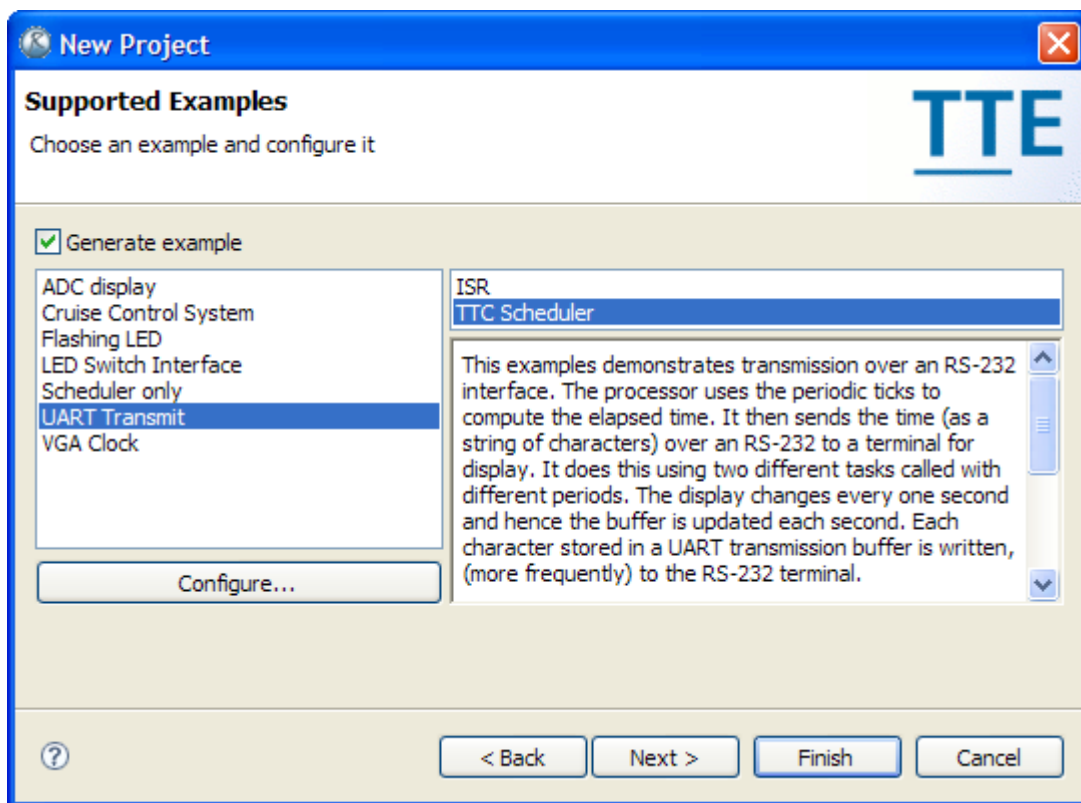 New Project
Supported Examples
Choose an example and configure it
TTE
Generate example
ADC display
Cruise Control System
Flashing LED
LED Switch Interface
Scheduler only
UART Transmit
VGA Clock
Configure...
ISR
TTC Scheduler
This examples demonstrates transmission over an RS-232
interface. The processor uses the periodic ticks to
compute the elapsed time. It then sends the time (as a
string of characters) over an RS-232 to a terminal for
display. It does this using two different tasks called with
different periods. The display changes every one second
and hence the buffer is updated each second. Each
character stored in a UART transmission buffer is written,
(more frequently) to the RS-232 terminal.
?
< Back
Next >
Finish
Cancel